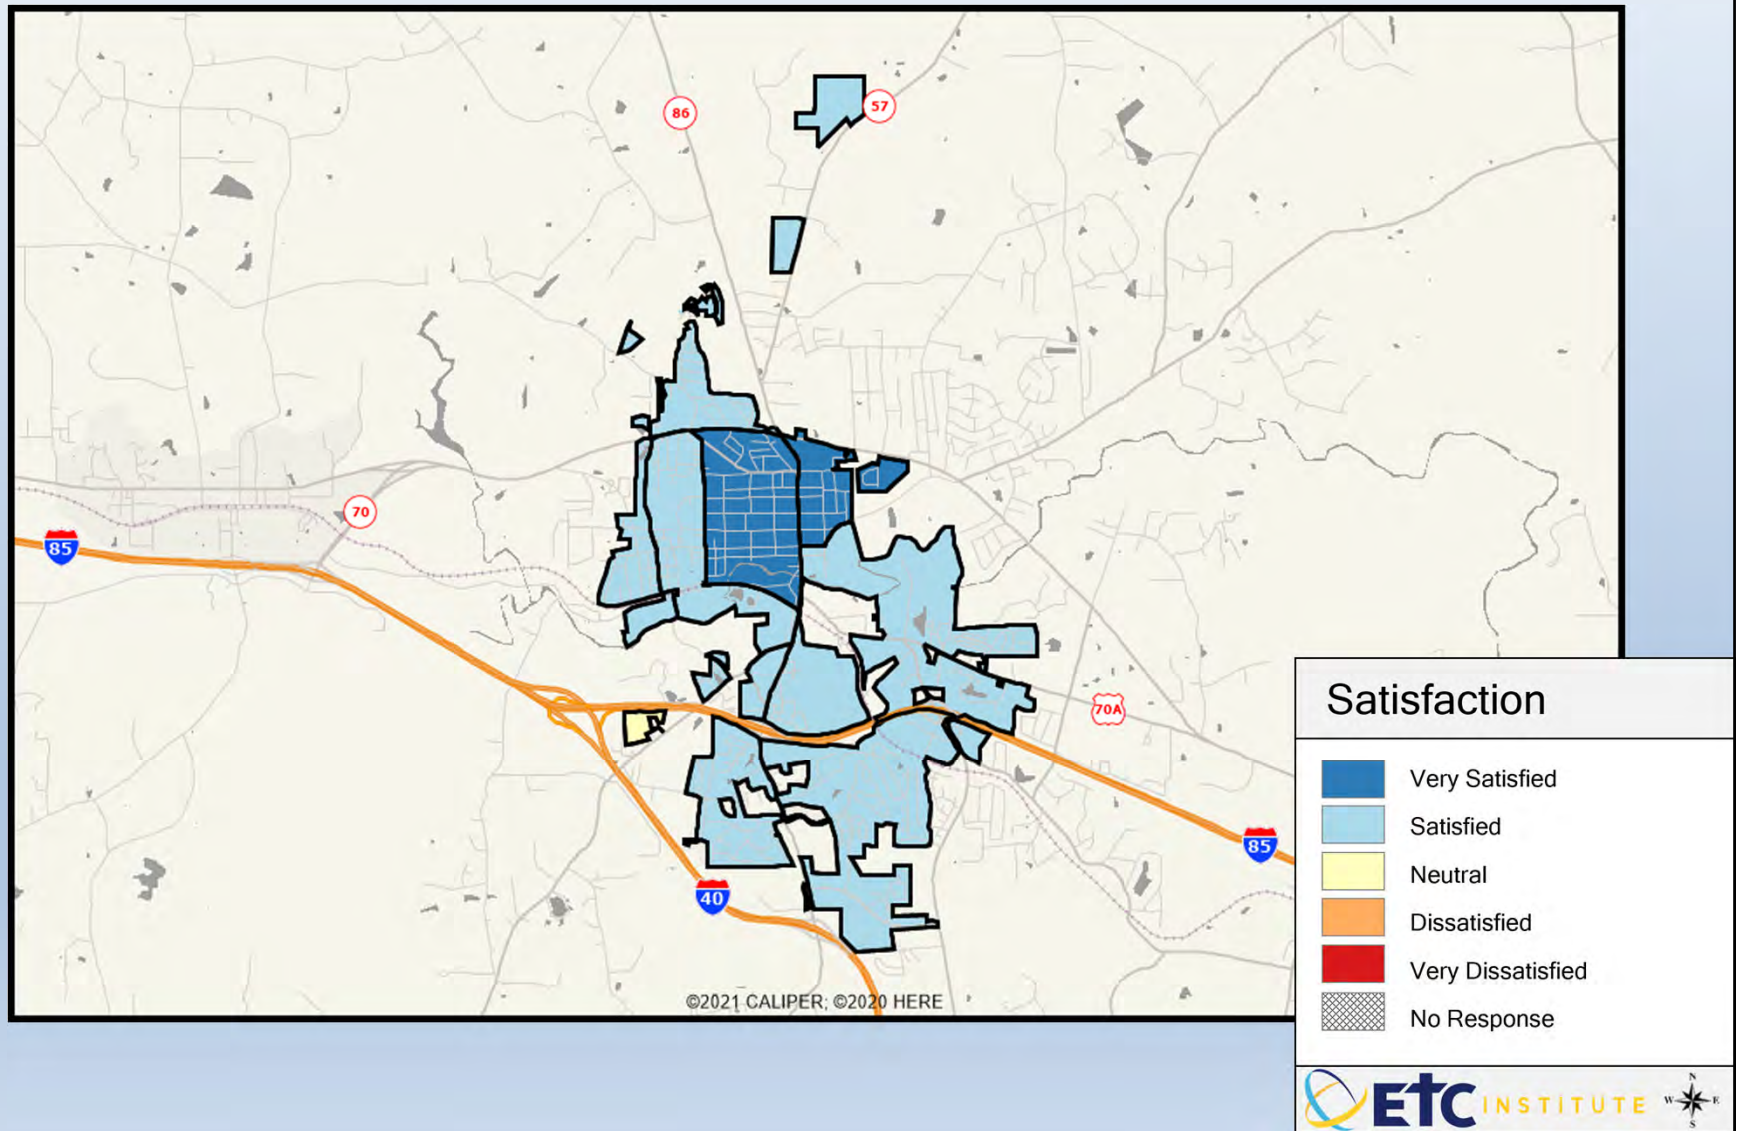 86
57
70
85
70A
85
40
©2021 CALIPER; ©2020 HERE
Satisfaction
Very Satisfied
Satisfied
Neutral
Dissatisfied
Very Dissatisfied
No Response
ETC INSTITUTE
N
W E
S